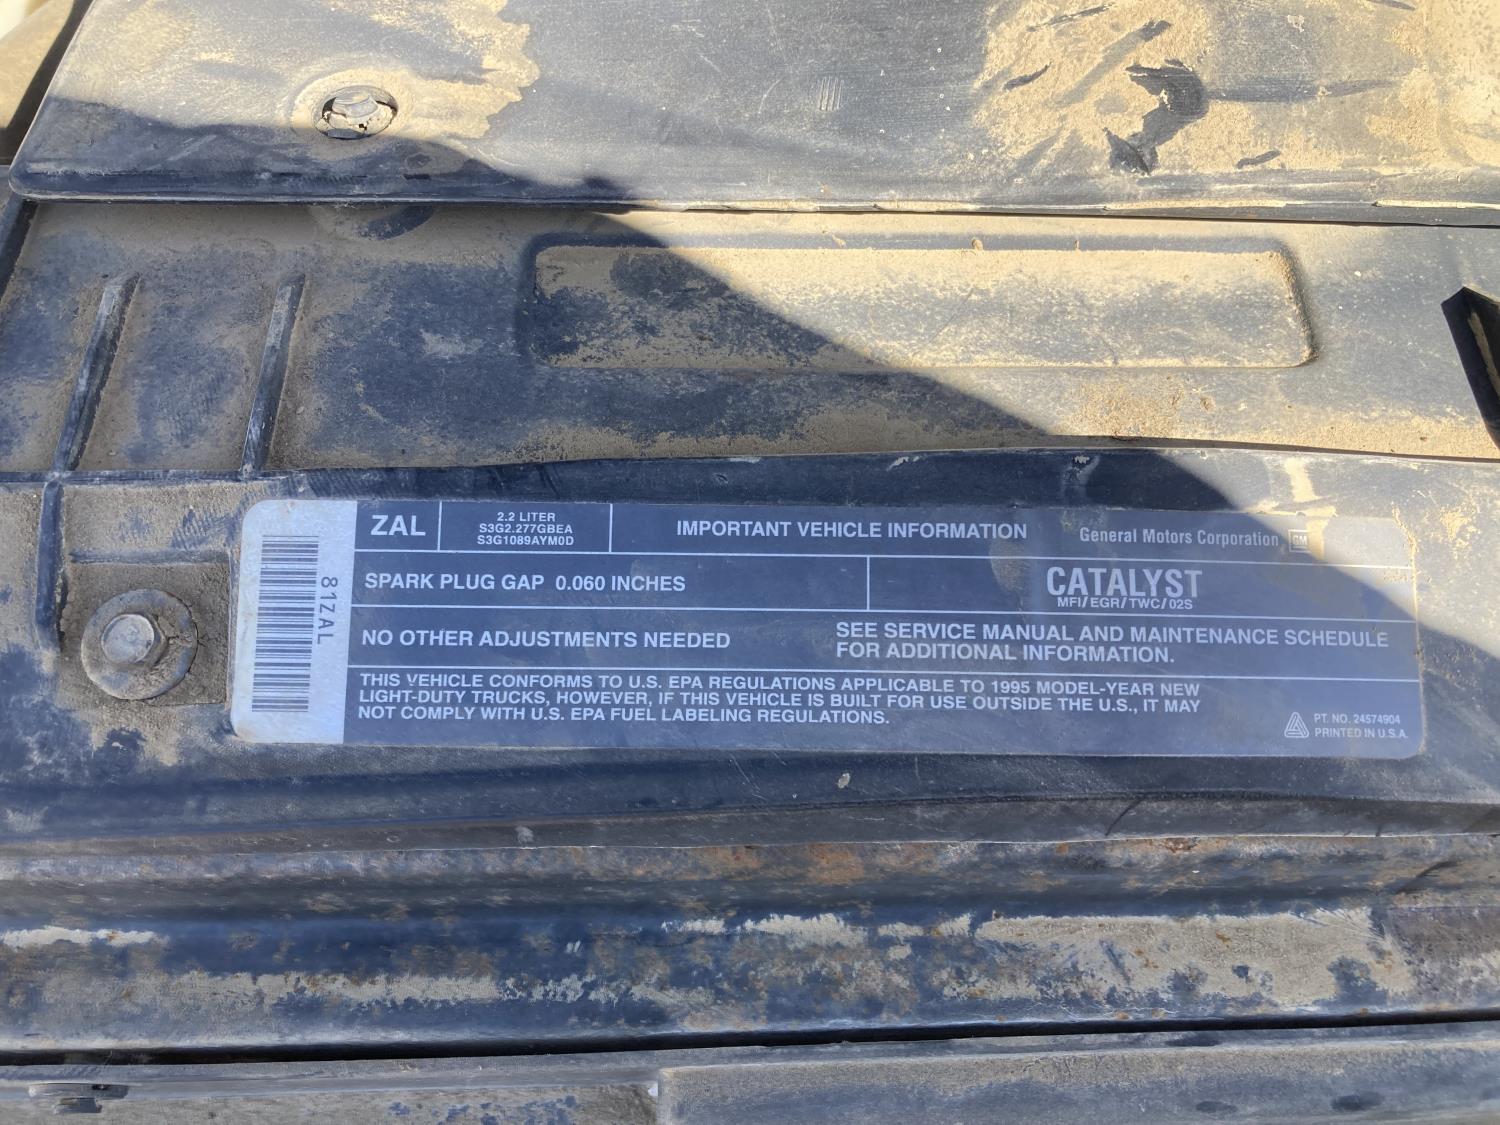 ZAL
2.2 LITER
S3G2.277GBEA
S3G1089AYM0D
IMPORTANT VEHICLE INFORMATION
General Motors Corporation GM
81ZAL
SPARK PLUG GAP 0.060 INCHES
CATALYST
MFI/EGR/TWC/02S
NO OTHER ADJUSTMENTS NEEDED
SEE SERVICE MANUAL AND MAINTENANCE SCHEDULE
FOR ADDITIONAL INFORMATION.
THIS VEHICLE CONFORMS TO U.S. EPA REGULATIONS APPLICABLE TO 1995 MODEL-YEAR NEW
LIGHT-DUTY TRUCKS, HOWEVER, IF THIS VEHICLE IS BUILT FOR USE OUTSIDE THE U.S., IT MAY
NOT COMPLY WITH U.S. EPA FUEL LABELING REGULATIONS.
PT. NO. 24574904
PRINTED IN U.S.A.